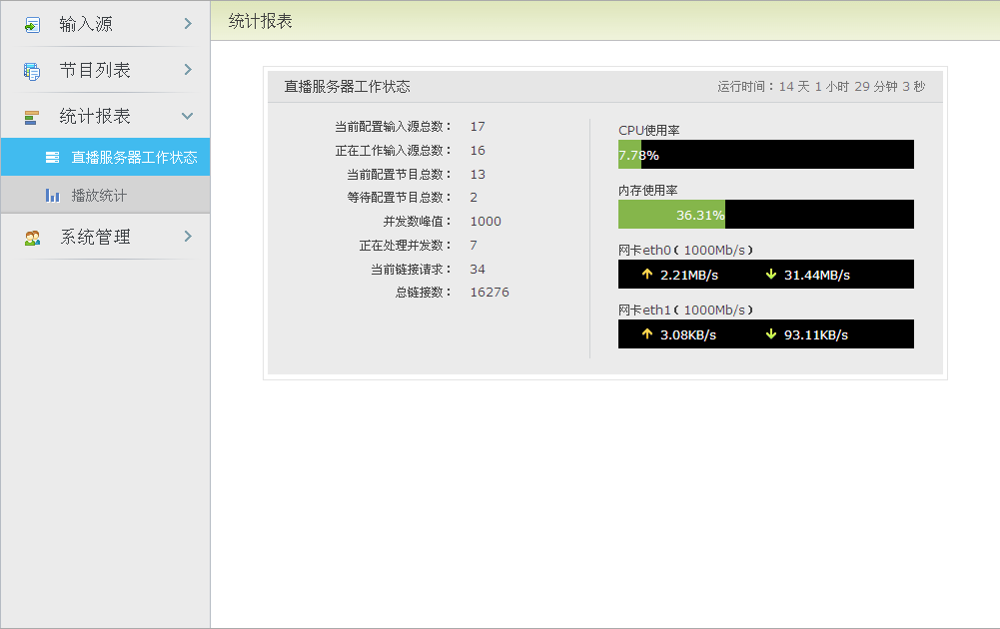 输入源
节目列表
统计报表
直播服务器工作状态
播放统计
系统管理
统计报表
直播服务器工作状态
运行时间：14 天 1 小时 29 分钟 3 秒
当前配置输入源总数： 17
正在工作输入源总数： 16
当前配置节目总数： 13
等待配置节目总数： 2
并发数峰值： 1000
正在处理并发数： 7
当前链接请求： 34
总链接数： 16276
CPU使用率
7.78%
内存使用率
36.31%
网卡eth0（1000Mb/s）
2.21MB/s 31.44MB/s
网卡eth1（1000Mb/s）
3.08KB/s 93.11KB/s